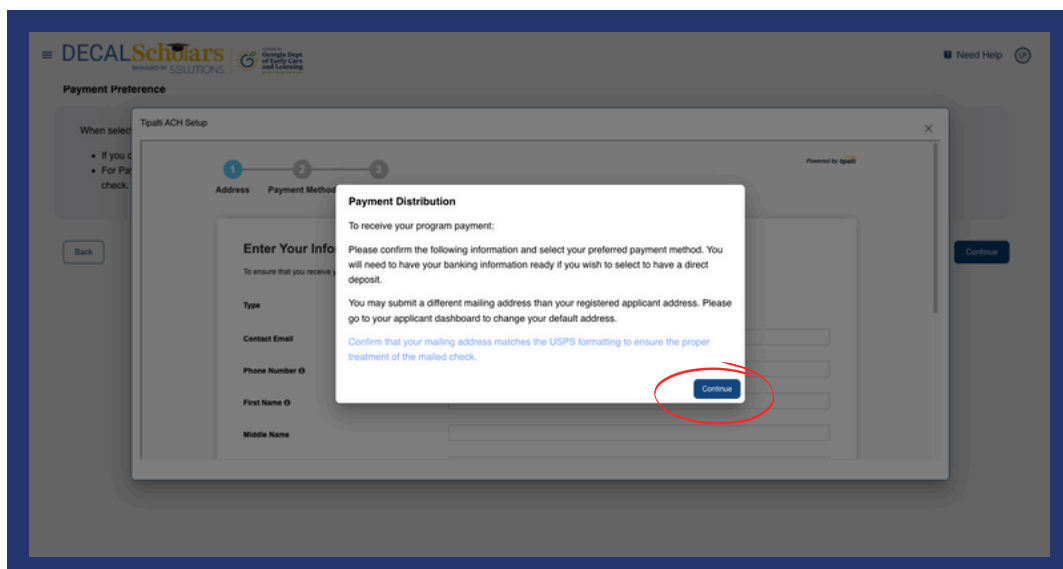 DECALScholars
MANAGED BY SOLUTIONS
Georgia Dept
of Early Care
and Learning
Need Help
Payment Preference
When selec
If you c
For Pa
check.
Tipalti ACH Setup
1 2 3
Address Payment Method
Powered by tipalti
Payment Distribution
To receive your program payment:
Please confirm the following information and select your preferred payment method. You
will need to have your banking information ready if you wish to select to have a direct
deposit.
You may submit a different mailing address than your registered applicant address. Please
go to your applicant dashboard to change your default address.
Confirm that your mailing address matches the USPS formatting to ensure the proper
treatment of the mailed check.
Continue
Enter Your Info
To ensure that you receive y
Type
Contact Email
Phone Number
First Name
Middle Name
Back
Continue